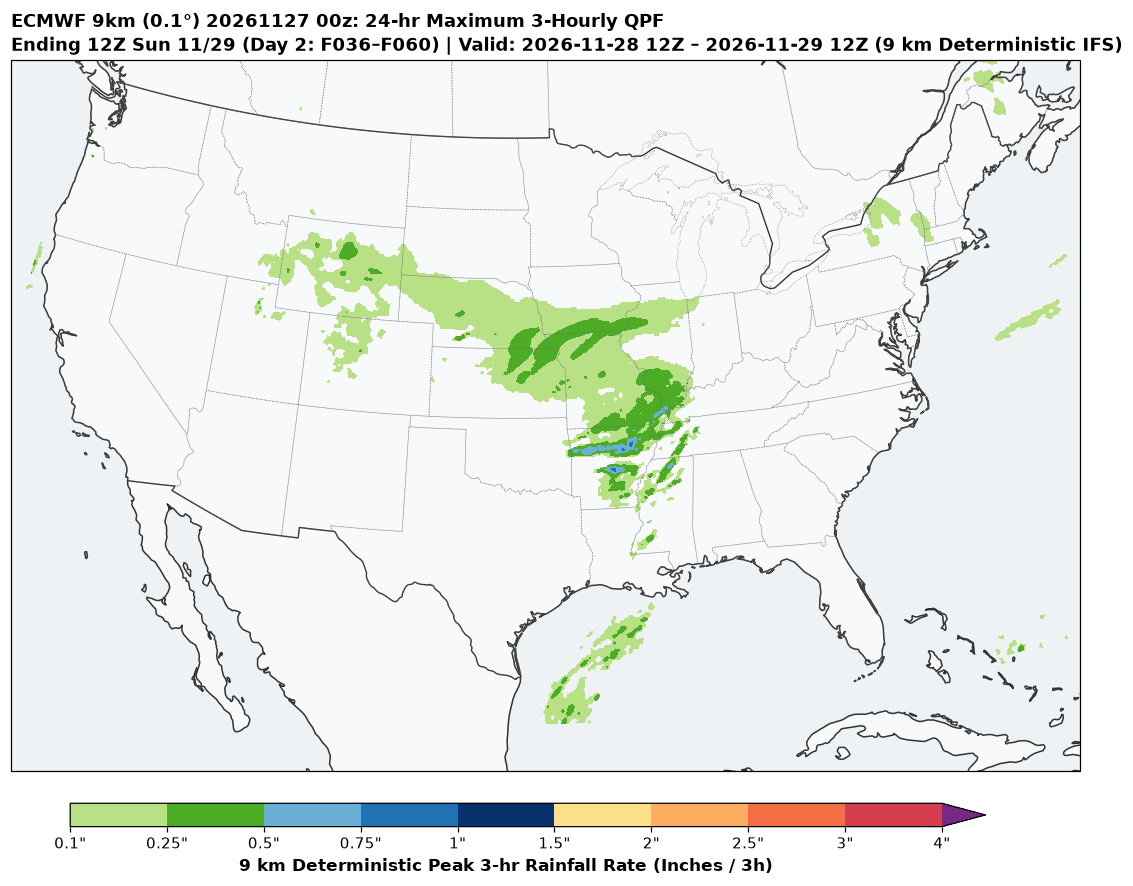 ECMWF 9km (0.1°) 20261127 00z: 24-hr Maximum 3-Hourly QPF
Ending 12Z Sun 11/29 (Day 2: F036–F060) | Valid: 2026-11-28 12Z – 2026-11-29 12Z (9 km Deterministic IFS)
0.1" 0.25" 0.5" 0.75" 1" 1.5" 2" 2.5" 3" 4"
9 km Deterministic Peak 3-hr Rainfall Rate (Inches / 3h)